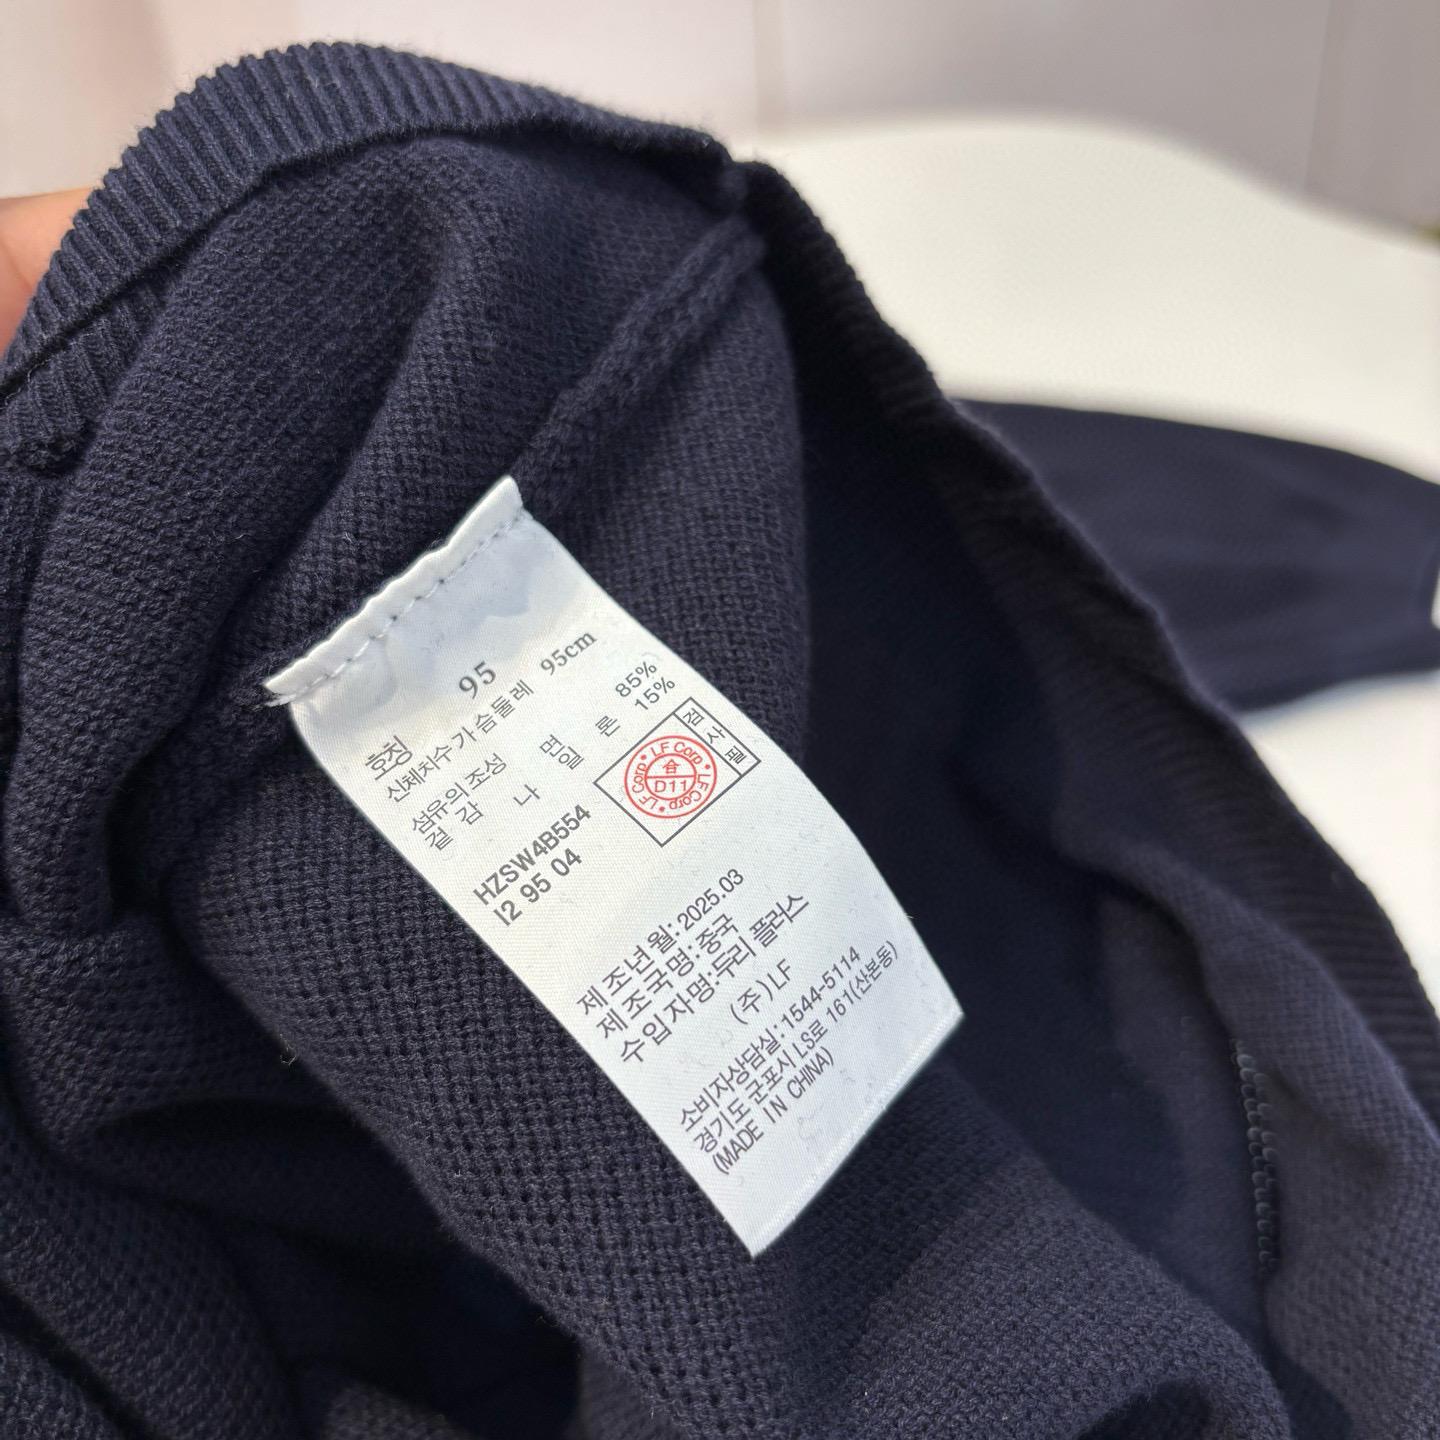 호칭 95
신체치수 가슴둘레 95cm
섬유의 조성
겉감 면 85%
나일론 15%
HZSW4B554
I2 95 04
검사필
LF Corp • LF Corp • LF Corp •
合
D11
제조년월:2025.03
제조국명:중국
수입자명:두리 플러스
(주)LF
소비자상담실:1544-5114
경기도 군포시 LS로 161(산본동)
(MADE IN CHINA)